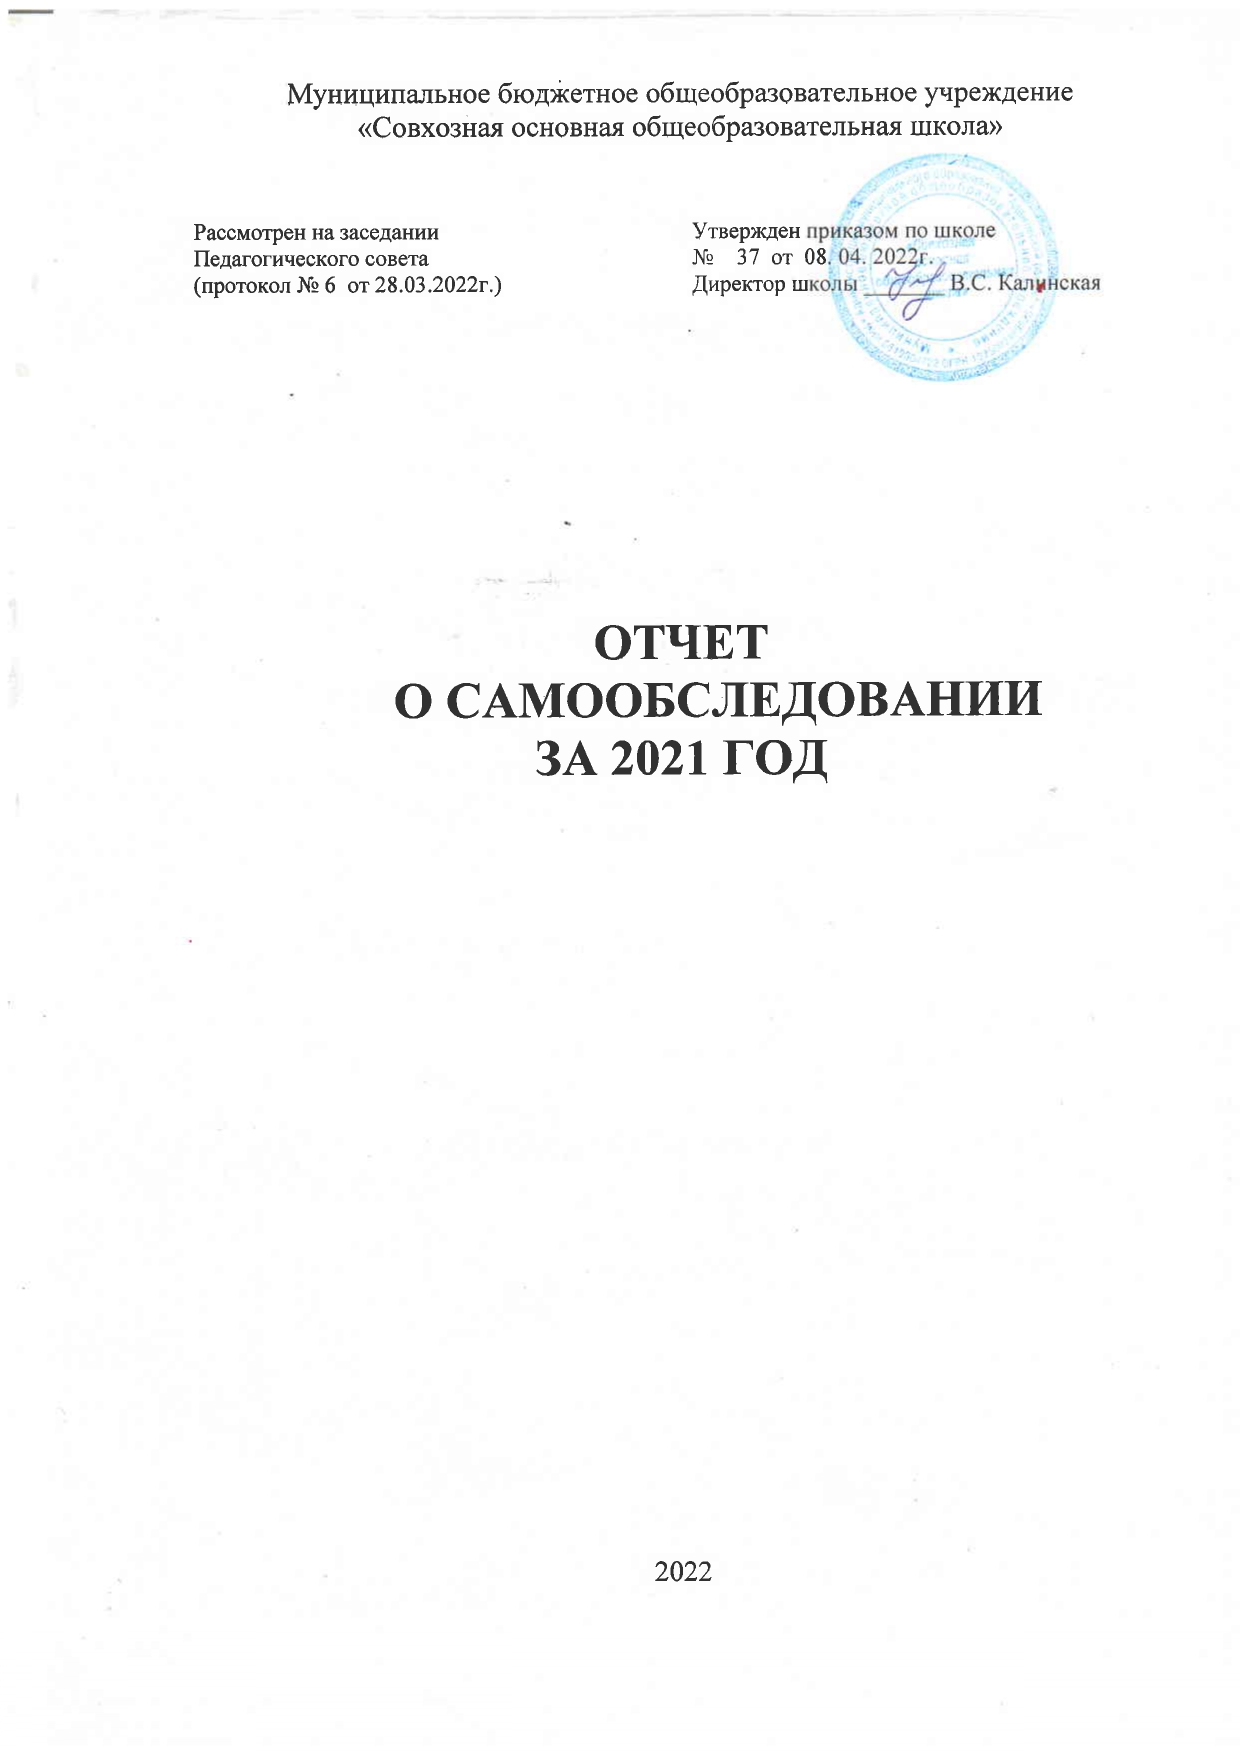 Муниципальное бюджетное общеобразовательное учреждение
«Совхозная основная общеобразовательная школа»
Рассмотрен на заседании
Педагогического совета
(протокол № 6 от 28.03.2022г.)
Утвержден приказом по школе
№ 37 от 08. 04. 2022г.
Директор школы ________ В.С. Калинская
ОТЧЕТ
О САМООБСЛЕДОВАНИИ
ЗА 2021 ГОД
2022